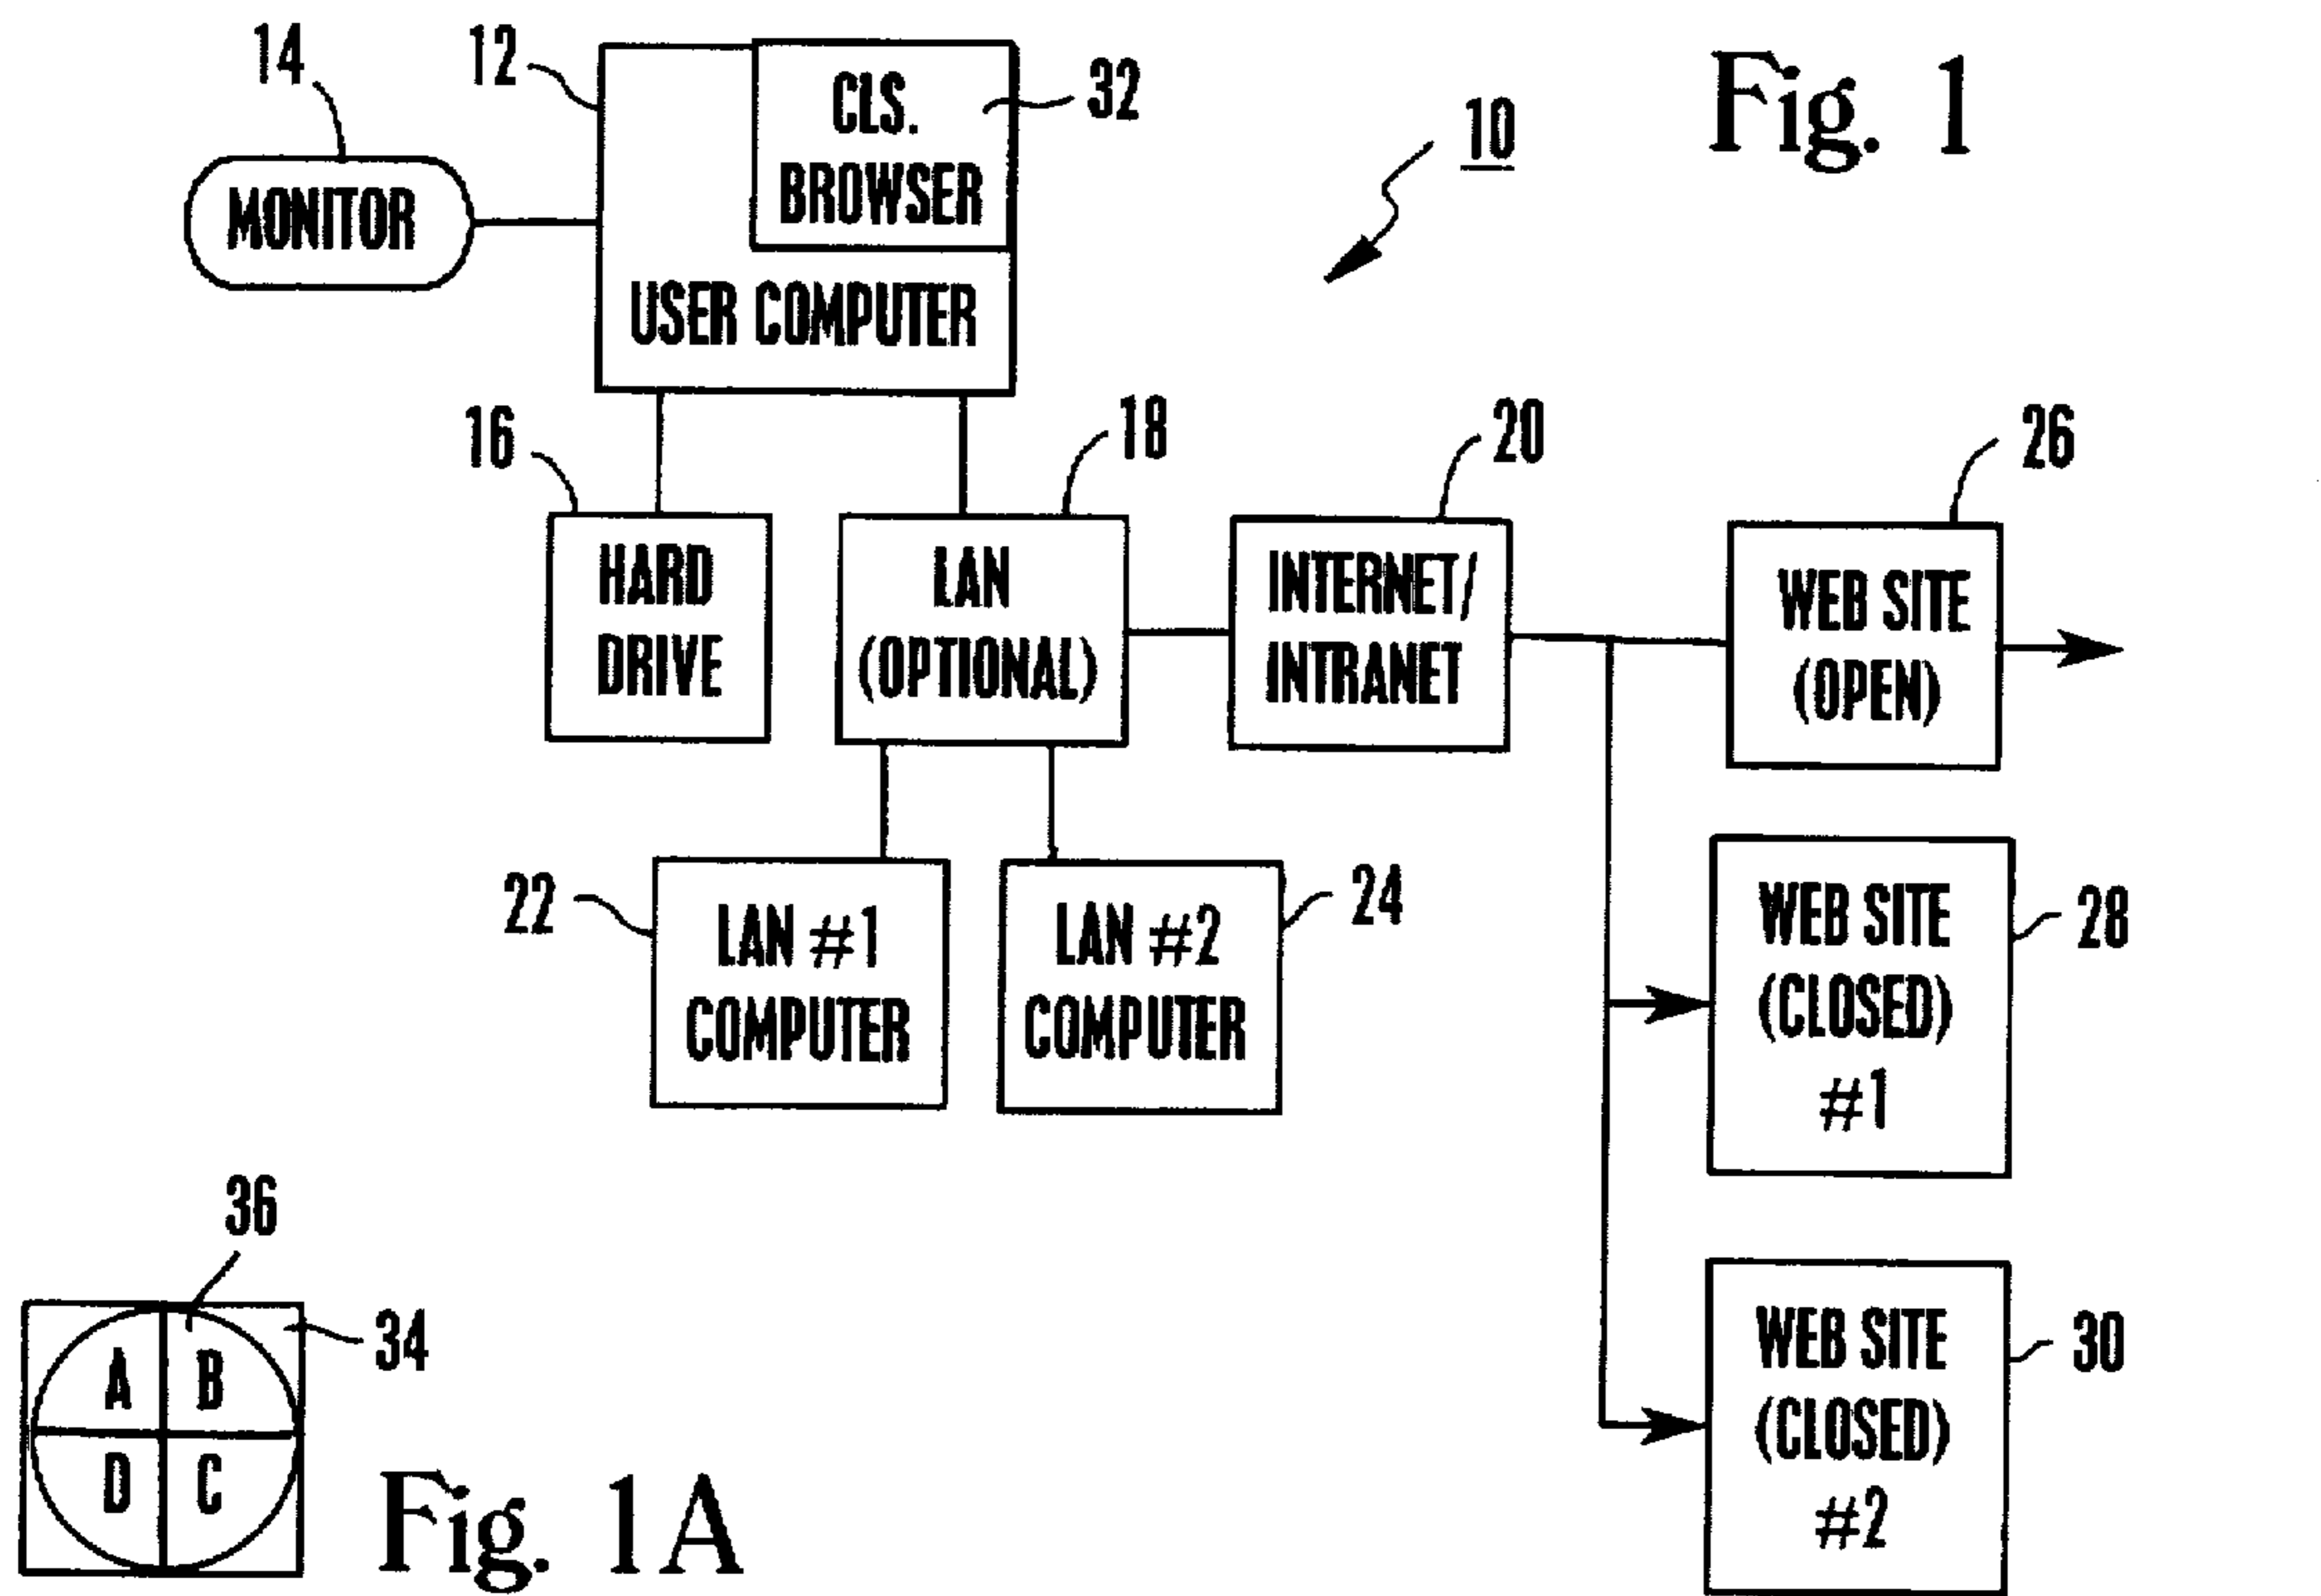 Fig. 1
10
14
12
CLS.
BROWSER
32
MONITOR
USER COMPUTER
16
18
20
26
HARD
DRIVE
LAN
(OPTIONAL)
INTERNET/
INTRANET
WEB SITE
(OPEN)
22
LAN #1
COMPUTER
LAN #2
COMPUTER
24
WEB SITE
(CLOSED)
#1
28
WEB SITE
(CLOSED)
#2
30
36
34
A B
D C
Fig. 1A